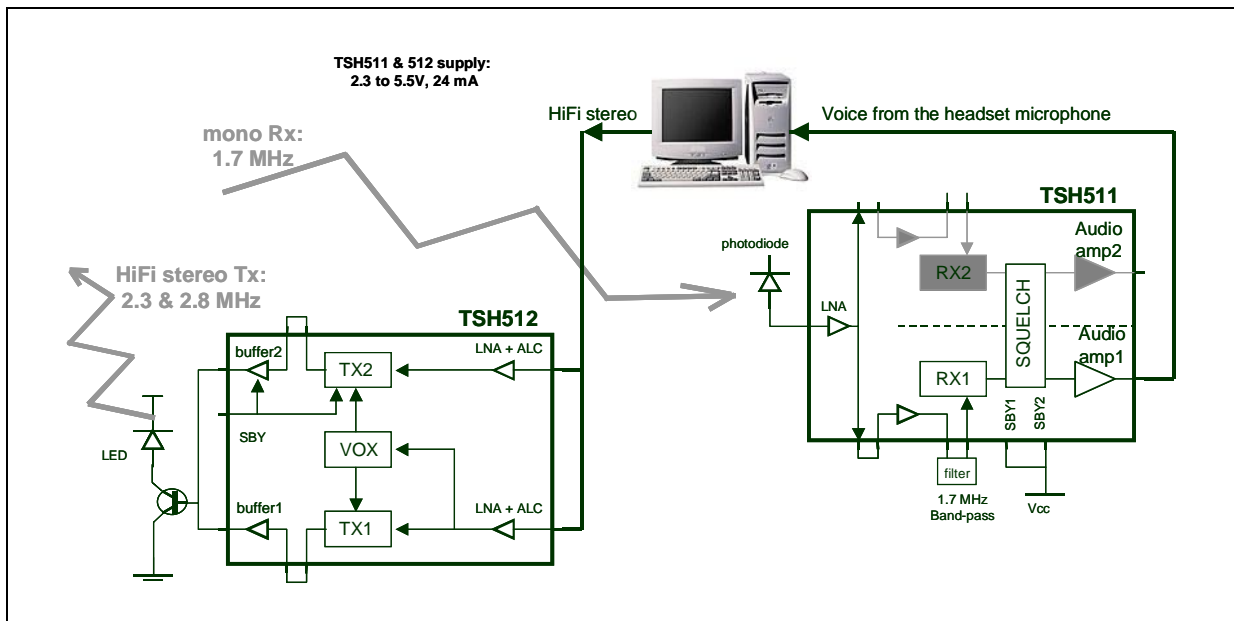 TSH511 & 512 supply:
2.3 to 5.5V, 24 mA
HiFi stereo
Voice from the headset microphone
mono Rx:
1.7 MHz
TSH511
photodiode
Audio
amp2
RX2
HiFi stereo Tx:
2.3 & 2.8 MHz
LNA
SQUELCH
TSH512
Audio
amp1
buffer2
LNA + ALC
TX2
RX1
SBY1
SBY2
SBY
VOX
LED
filter
buffer1
LNA + ALC
1.7 MHz
Band-pass
Vcc
TX1